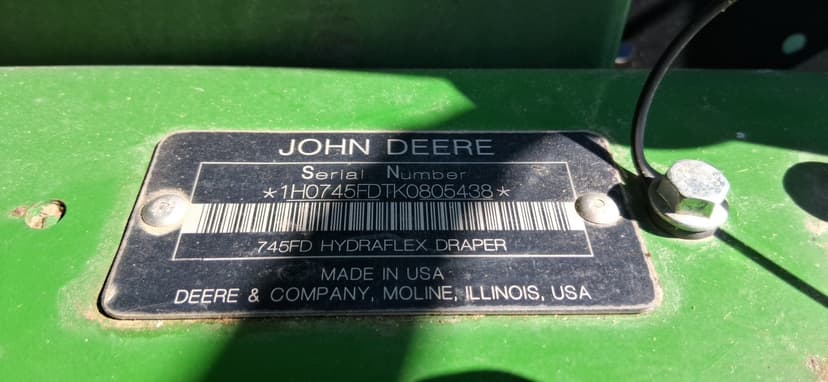 JOHN DEERE
Serial Number
*1H0745FDTK0805438*
745FD HYDRAFLEX DRAPER
MADE IN USA
DEERE & COMPANY, MOLINE, ILLINOIS, USA